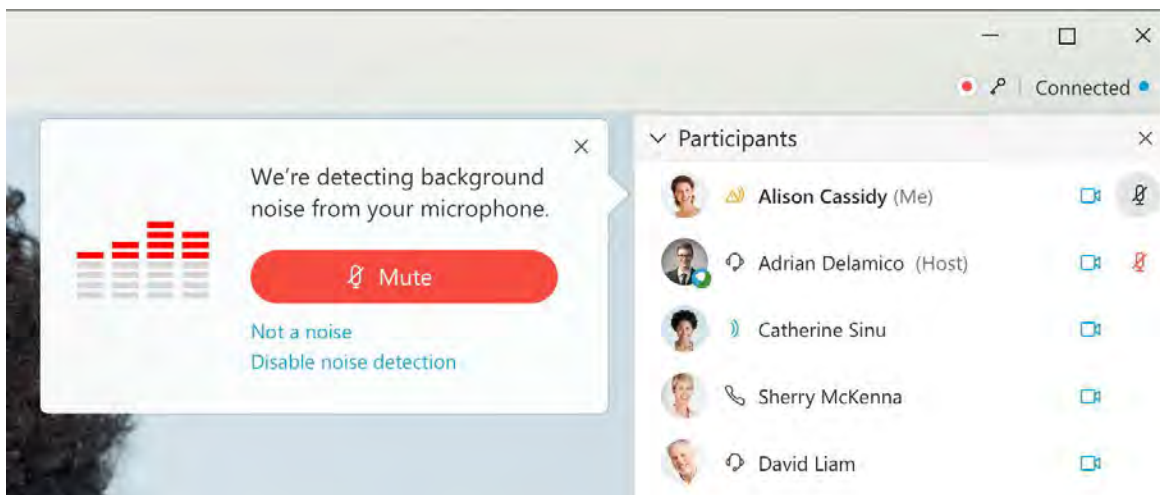 Connected
We're detecting background
noise from your microphone.
Mute
Not a noise
Disable noise detection
Participants
Alison Cassidy (Me)
Adrian Delamico (Host)
Catherine Sinu
Sherry McKenna
David Liam